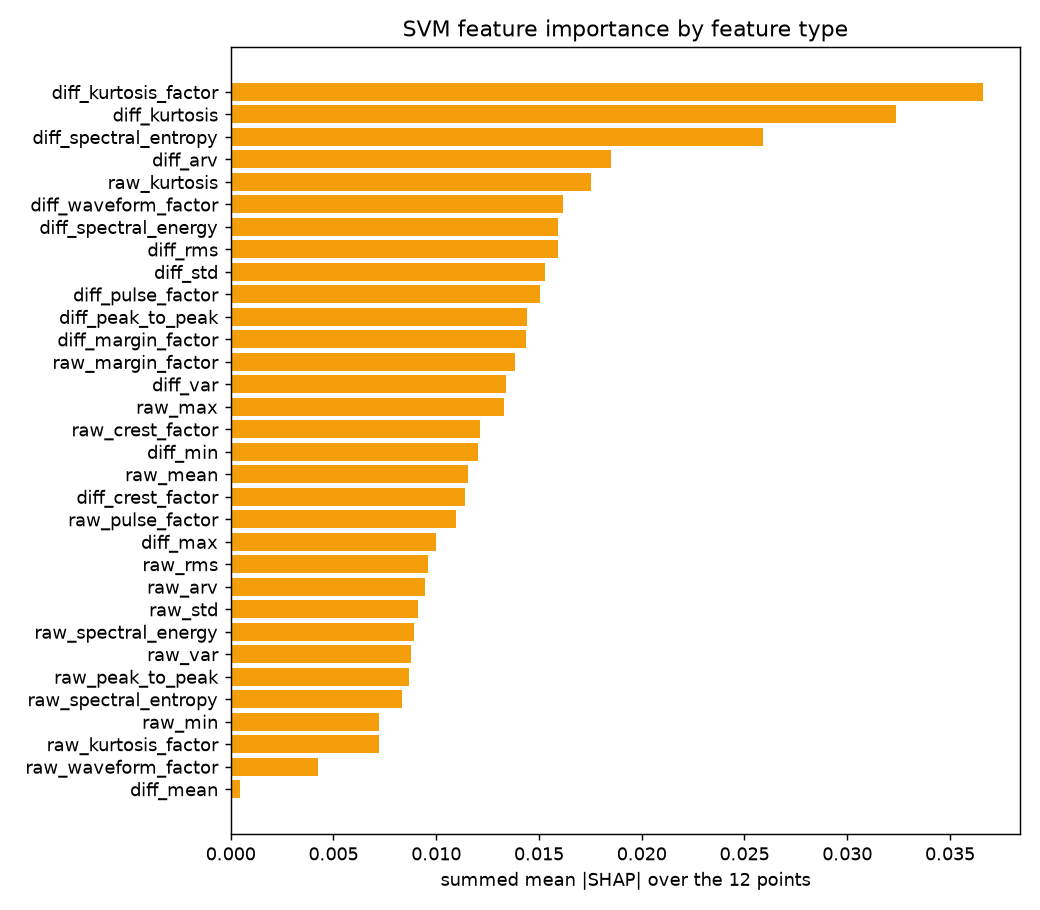 SVM feature importance by feature type
diff_kurtosis_factor
diff_kurtosis
diff_spectral_entropy
diff_arv
raw_kurtosis
diff_waveform_factor
diff_spectral_energy
diff_rms
diff_std
diff_pulse_factor
diff_peak_to_peak
diff_margin_factor
raw_margin_factor
diff_var
raw_max
raw_crest_factor
diff_min
raw_mean
diff_crest_factor
raw_pulse_factor
diff_max
raw_rms
raw_arv
raw_std
raw_spectral_energy
raw_var
raw_peak_to_peak
raw_spectral_entropy
raw_min
raw_kurtosis_factor
raw_waveform_factor
diff_mean
0.000 0.005 0.010 0.015 0.020 0.025 0.030 0.035
summed mean |SHAP| over the 12 points